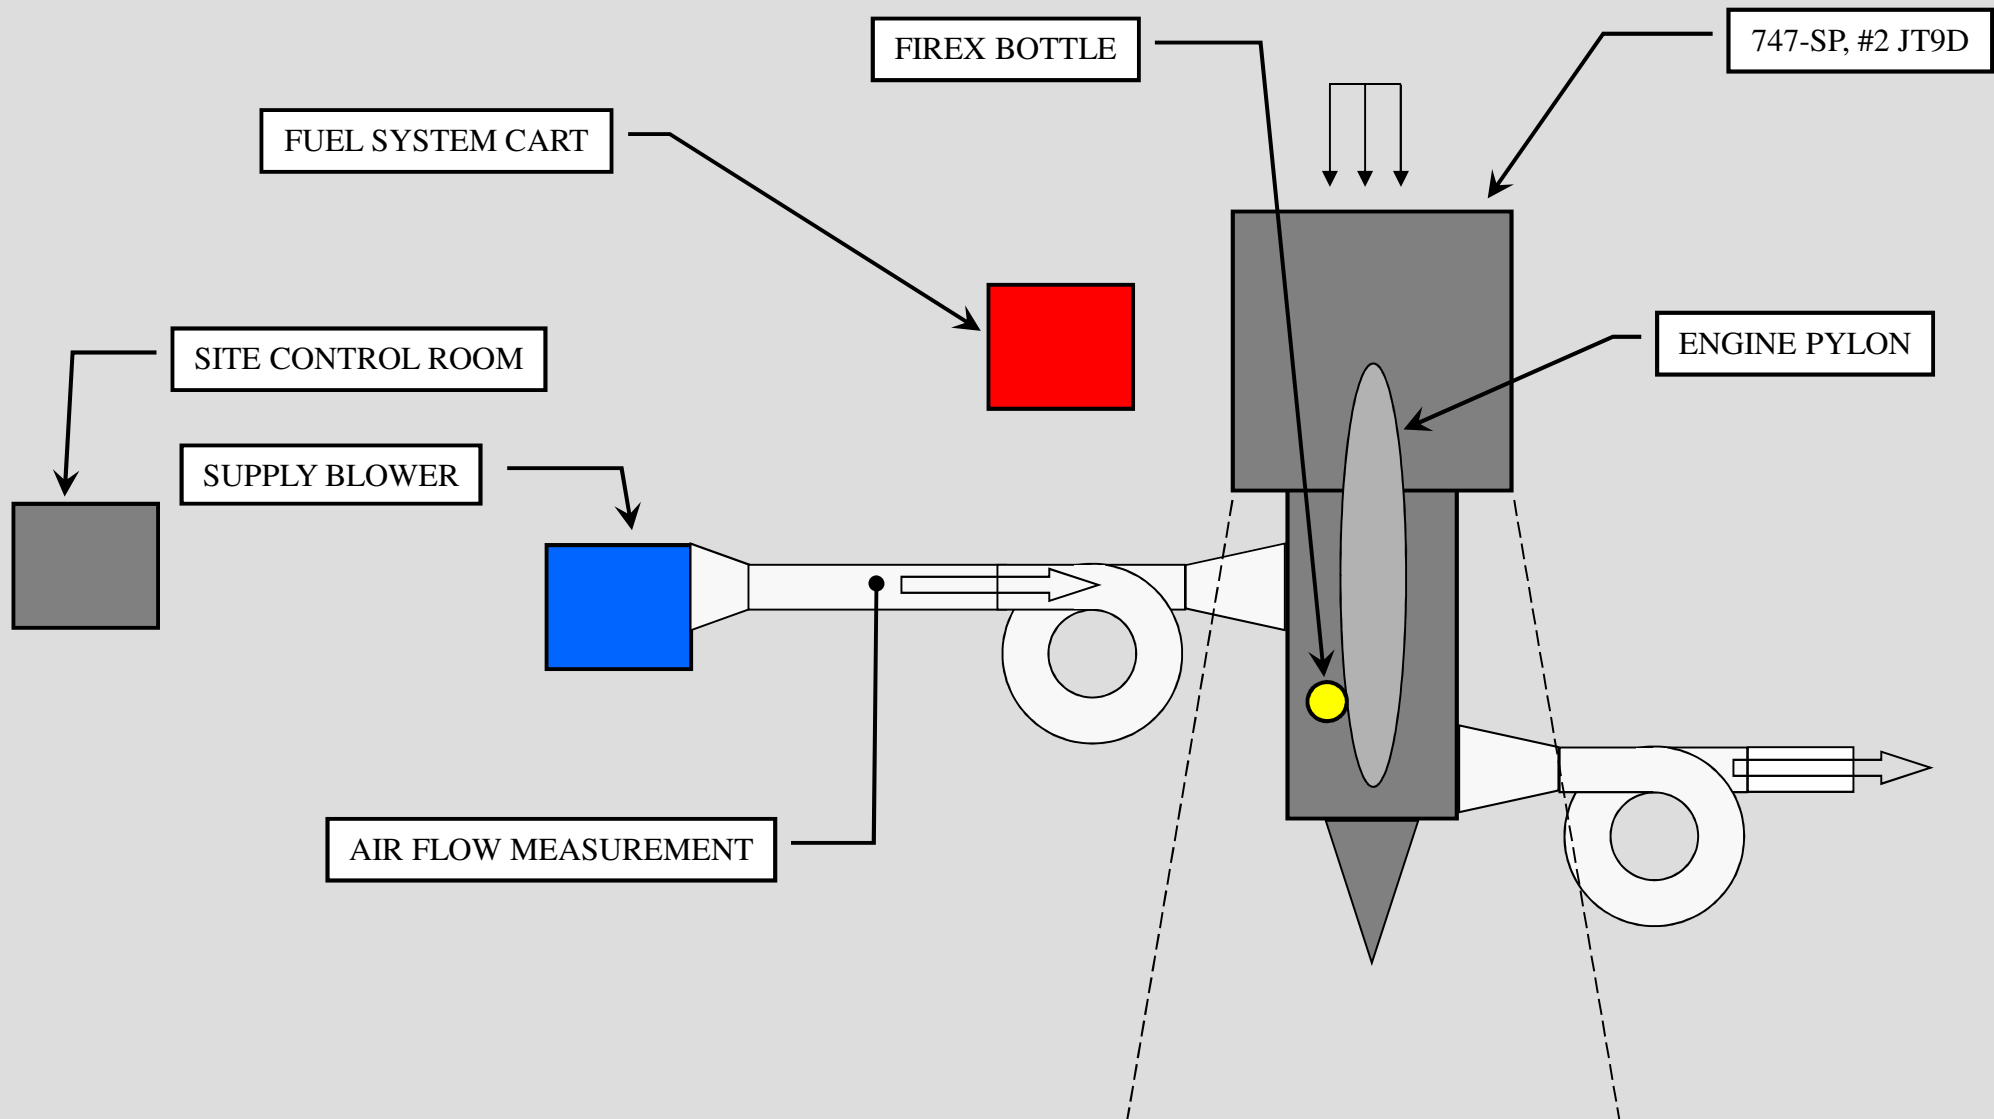 747-SP, #2 JT9D
FIREX BOTTLE
FUEL SYSTEM CART
ENGINE PYLON
SITE CONTROL ROOM
SUPPLY BLOWER
AIR FLOW MEASUREMENT